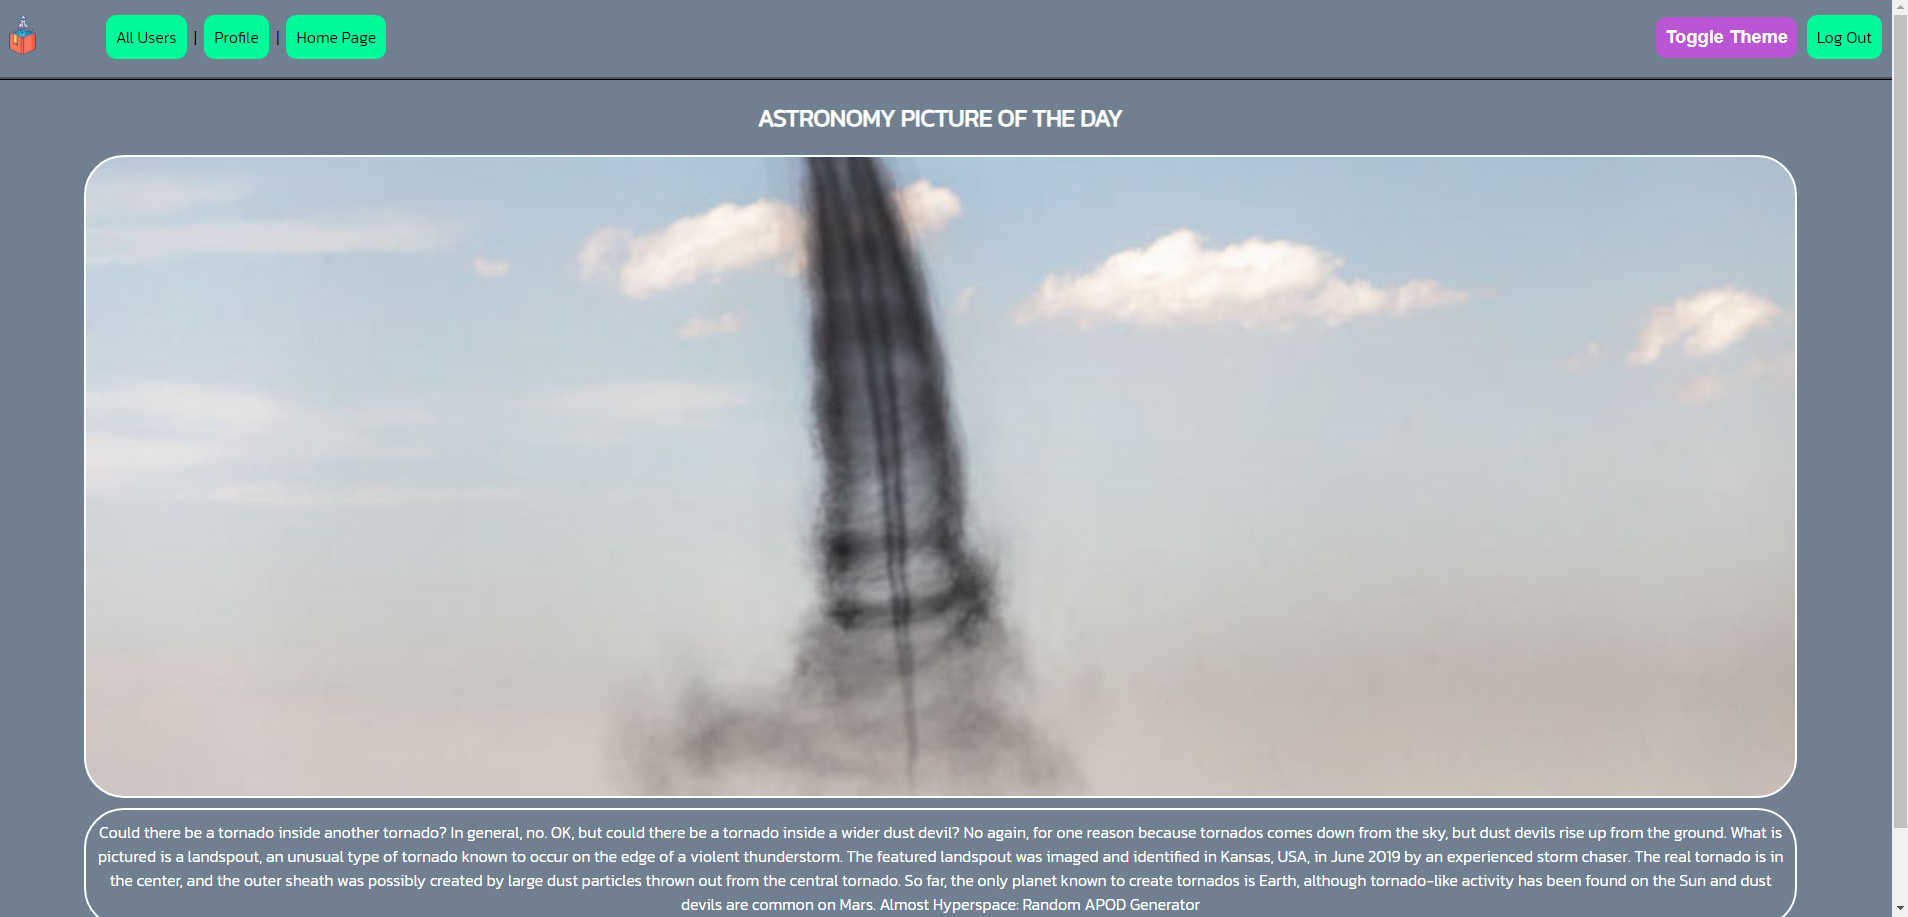 All Users | Profile | Home Page
Toggle Theme Log Out
ASTRONOMY PICTURE OF THE DAY
Could there be a tornado inside another tornado? In general, no. OK, but could there be a tornado inside a wider dust devil? No again, for one reason because tornados comes down from the sky, but dust devils rise up from the ground. What is
pictured is a landspout, an unusual type of tornado known to occur on the edge of a violent thunderstorm. The featured landspout was imaged and identified in Kansas, USA, in June 2019 by an experienced storm chaser. The real tornado is in
the center, and the outer sheath was possibly created by large dust particles thrown out from the central tornado. So far, the only planet known to create tornados is Earth, although tornado-like activity has been found on the Sun and dust
devils are common on Mars. Almost Hyperspace: Random APOD Generator